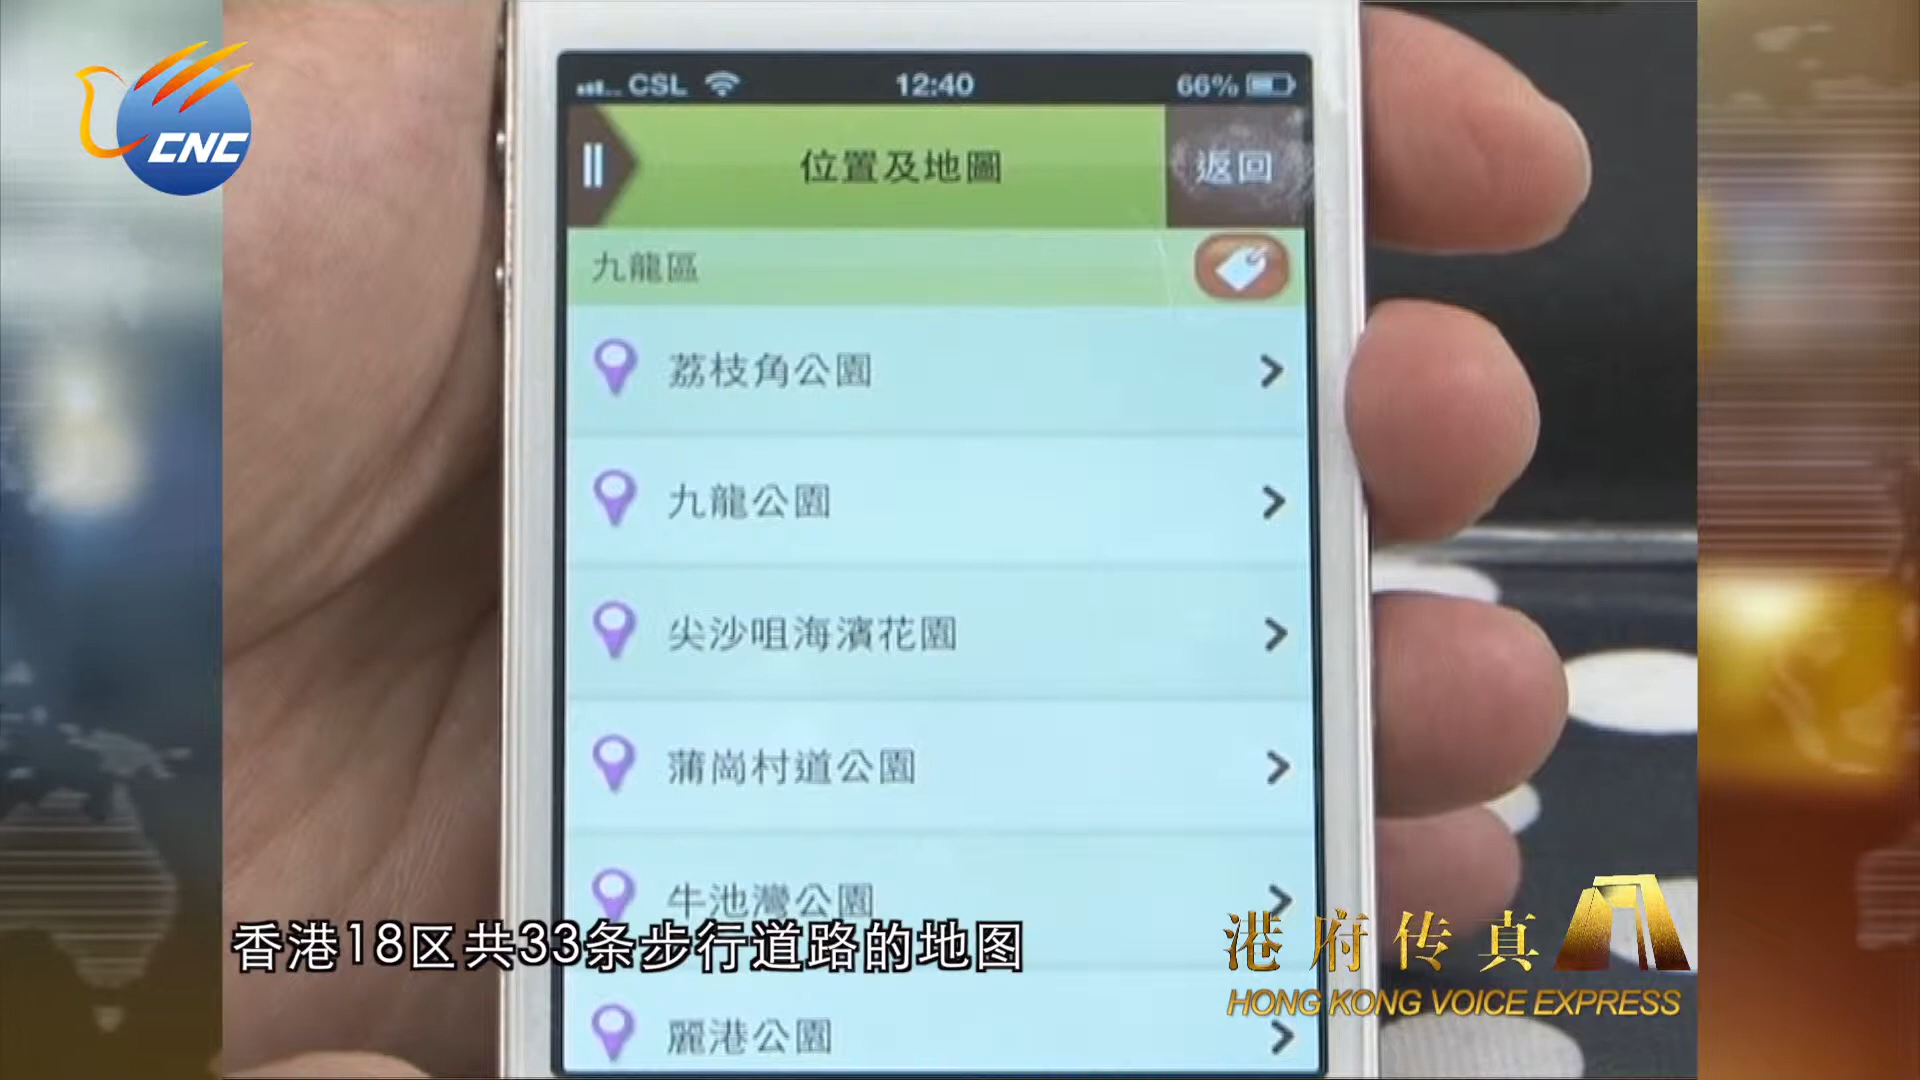 CNC
CSL 12:40 66%
位置及地圖
返回
九龍區
荔枝角公園
九龍公園
尖沙咀海濱花園
蒲崗村道公園
牛池灣公園
香港18区共33条步行道路的地图
港府传真
HONG KONG VOICE EXPRESS
麗港公園